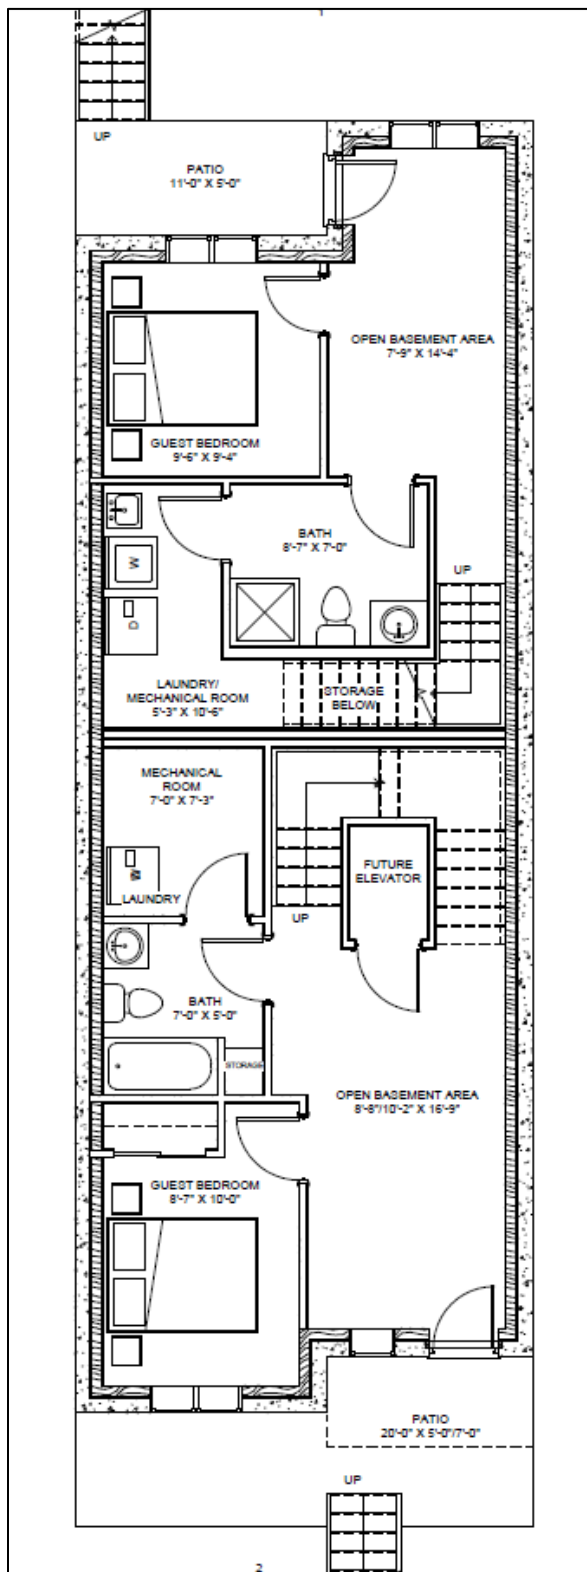 1
UP
PATIO
11'-0" X 5'-0"
OPEN BASEMENT AREA
7'-9" X 14'-4"
GUEST BEDROOM
9'-6" X 9'-4"
BATH
8'-7" X 7'-0"
W
UP
D
LAUNDRY/
MECHANICAL ROOM
5'-3" X 10'-6"
STORAGE
BELOW
MECHANICAL
ROOM
7'-0" X 7'-3"
FUTURE
ELEVATOR
LAUNDRY
UP
BATH
7'-0" X 5'-0"
STORAGE
OPEN BASEMENT AREA
8'-8"/10'-2" X 16'-9"
GUEST BEDROOM
8'-7" X 10'-0"
PATIO
20'-0" X 5'-0"/7'-0"
UP
2